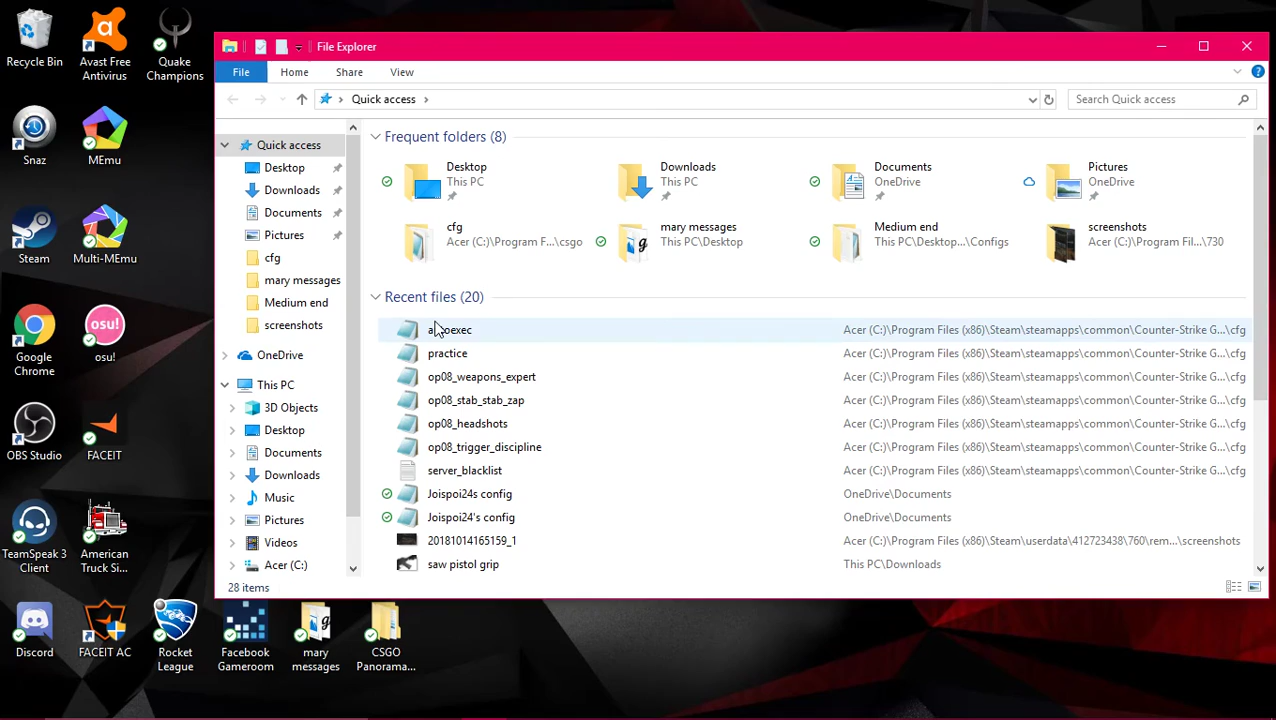 File Explorer
File
Home
Share
View
Quick access
Search Quick access
Recycle Bin
Avast Free
Antivirus
Quake
Champions
Snaz
MEmu
Steam
Multi-MEmu
Google
Chrome
osu!
osu!
OBS Studio
FACEIT
TeamSpeak 3
Client
American
Truck Si...
Discord
FACEIT AC
Rocket
League
Facebook
Gameroom
mary
messages
CSGO
Panorama...
Quick access
Desktop
Downloads
Documents
Pictures
cfg
mary messages
Medium end
screenshots
OneDrive
This PC
3D Objects
Desktop
Documents
Downloads
Music
Pictures
Videos
Acer (C:)
Frequent folders (8)
Desktop
This PC
Downloads
This PC
Documents
OneDrive
Pictures
OneDrive
cfg
Acer (C:)\Program F...\csgo
mary messages
This PC\Desktop
Medium end
This PC\Desktop...\Configs
screenshots
Acer (C:)\Program Fil...\730
Recent files (20)
Acer (C:)\Program Files (x86)\Steam\steamapps\common\Counter-Strike G...\cfg
practice Acer (C:)\Program Files (x86)\Steam\steamapps\common\Counter-Strike G...\cfg
op08_weapons_expert Acer (C:)\Program Files (x86)\Steam\steamapps\common\Counter-Strike G...\cfg
op08_stab_stab_zap Acer (C:)\Program Files (x86)\Steam\steamapps\common\Counter-Strike G...\cfg
op08_headshots Acer (C:)\Program Files (x86)\Steam\steamapps\common\Counter-Strike G...\cfg
op08_trigger_discipline Acer (C:)\Program Files (x86)\Steam\steamapps\common\Counter-Strike G...\cfg
server_blacklist Acer (C:)\Program Files (x86)\Steam\steamapps\common\Counter-Strike G...\cfg
Joispoi24s config OneDrive\Documents
Joispoi24's config OneDrive\Documents
20181014165159_1 Acer (C:)\Program Files (x86)\Steam\userdata\412723438\760\rem...\screenshots
saw pistol grip This PC\Downloads
28 items